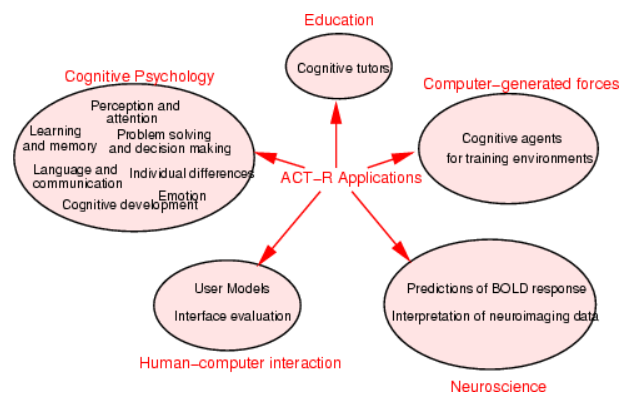 Education
Cognitive tutors
Cognitive Psychology
Perception and
attention
Learning
and memory
Problem solving
and decision making
Language and
communication
Individual differences
Emotion
Cognitive development
Computer-generated forces
Cognitive agents
for training environments
ACT-R Applications
User Models
Interface evaluation
Human-computer interaction
Predictions of BOLD response
Interpretation of neuroimaging data
Neuroscience